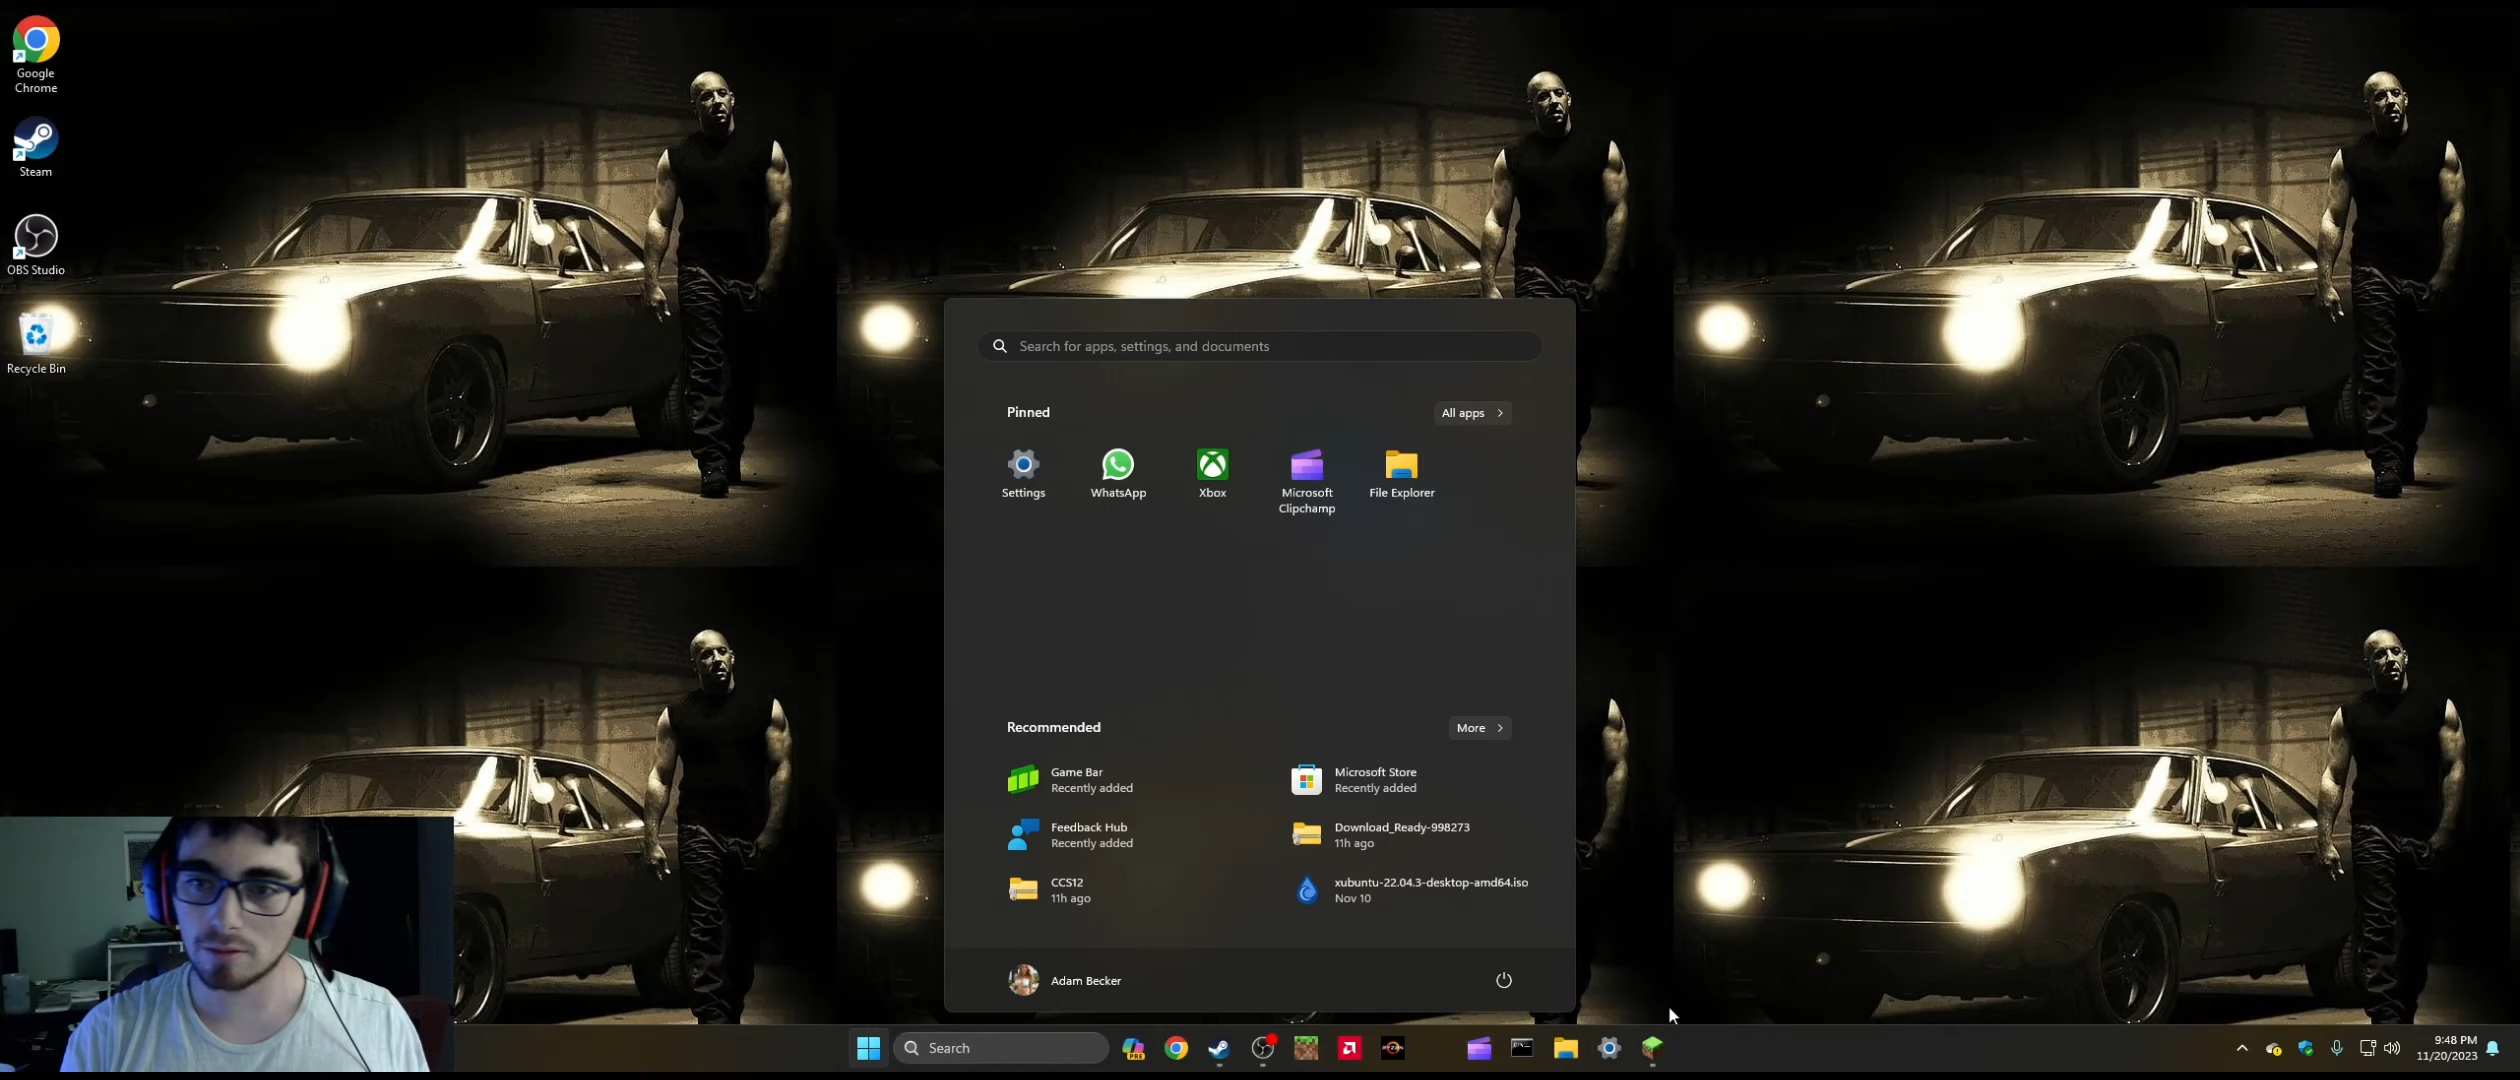 Google
Chrome
Steam
OBS Studio
Recycle Bin
Search for apps, settings, and documents
Pinned
All apps
Settings
WhatsApp
Xbox
Microsoft
Clipchamp
File Explorer
Recommended
More
Game Bar
Recently added
Microsoft Store
Recently added
Feedback Hub
Recently added
Download_Ready-998273
11h ago
CCS12
11h ago
xubuntu-22.04.3-desktop-amd64.iso
Nov 10
Adam Becker
Search
PRE
RYZEN
9:48 PM
11/20/2023